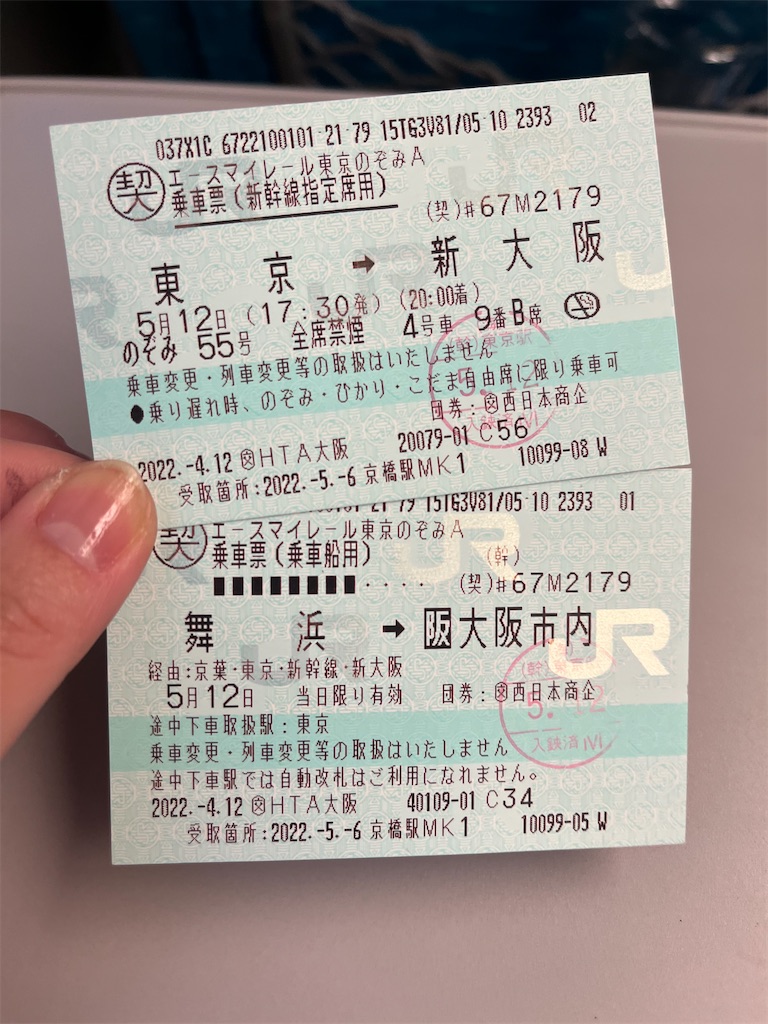 037X1C 6722100101-21-79 15TG3V81/05-10 2393 02
契 エースマイレール東京のぞみA
乗車票(新幹線指定席用)
(契)#67M2179
東京 → 新大阪
5月12日 (17:30発) (20:00着)
のぞみ 55号 全席禁煙 4号車 9番B席
乗車変更・列車変更等の取扱はいたしません
●乗り遅れ時、のぞみ・ひかり・こだま自由席に限り乗車可
団券:㊋西日本商企
(幹)東京駅
5.12
入鋏済
2022.-4.12 HTA大阪 20079-01 C56
受取箇所:2022.-5.-6 京橋駅MK1 10099-08 W
-21-79 15TG3V81/05-10 2393 01
契 エースマイレール東京のぞみA
乗車票(乗車船用) (幹)
■■■■■■■■・・・・ (契)#67M2179
舞浜 → 阪大阪市内
JR
経由:京葉・東京・新幹線・新大阪
5月12日 当日限り有効 団券:西日本商企
5.12
入鋏済
途中下車取扱駅:東京
乗車変更・列車変更等の取扱はいたしません
途中下車駅では自動改札はご利用になれません。
2022.-4.12 HTA大阪 40109-01 C34
受取箇所:2022.-5.-6 京橋駅MK1 10099-05 W